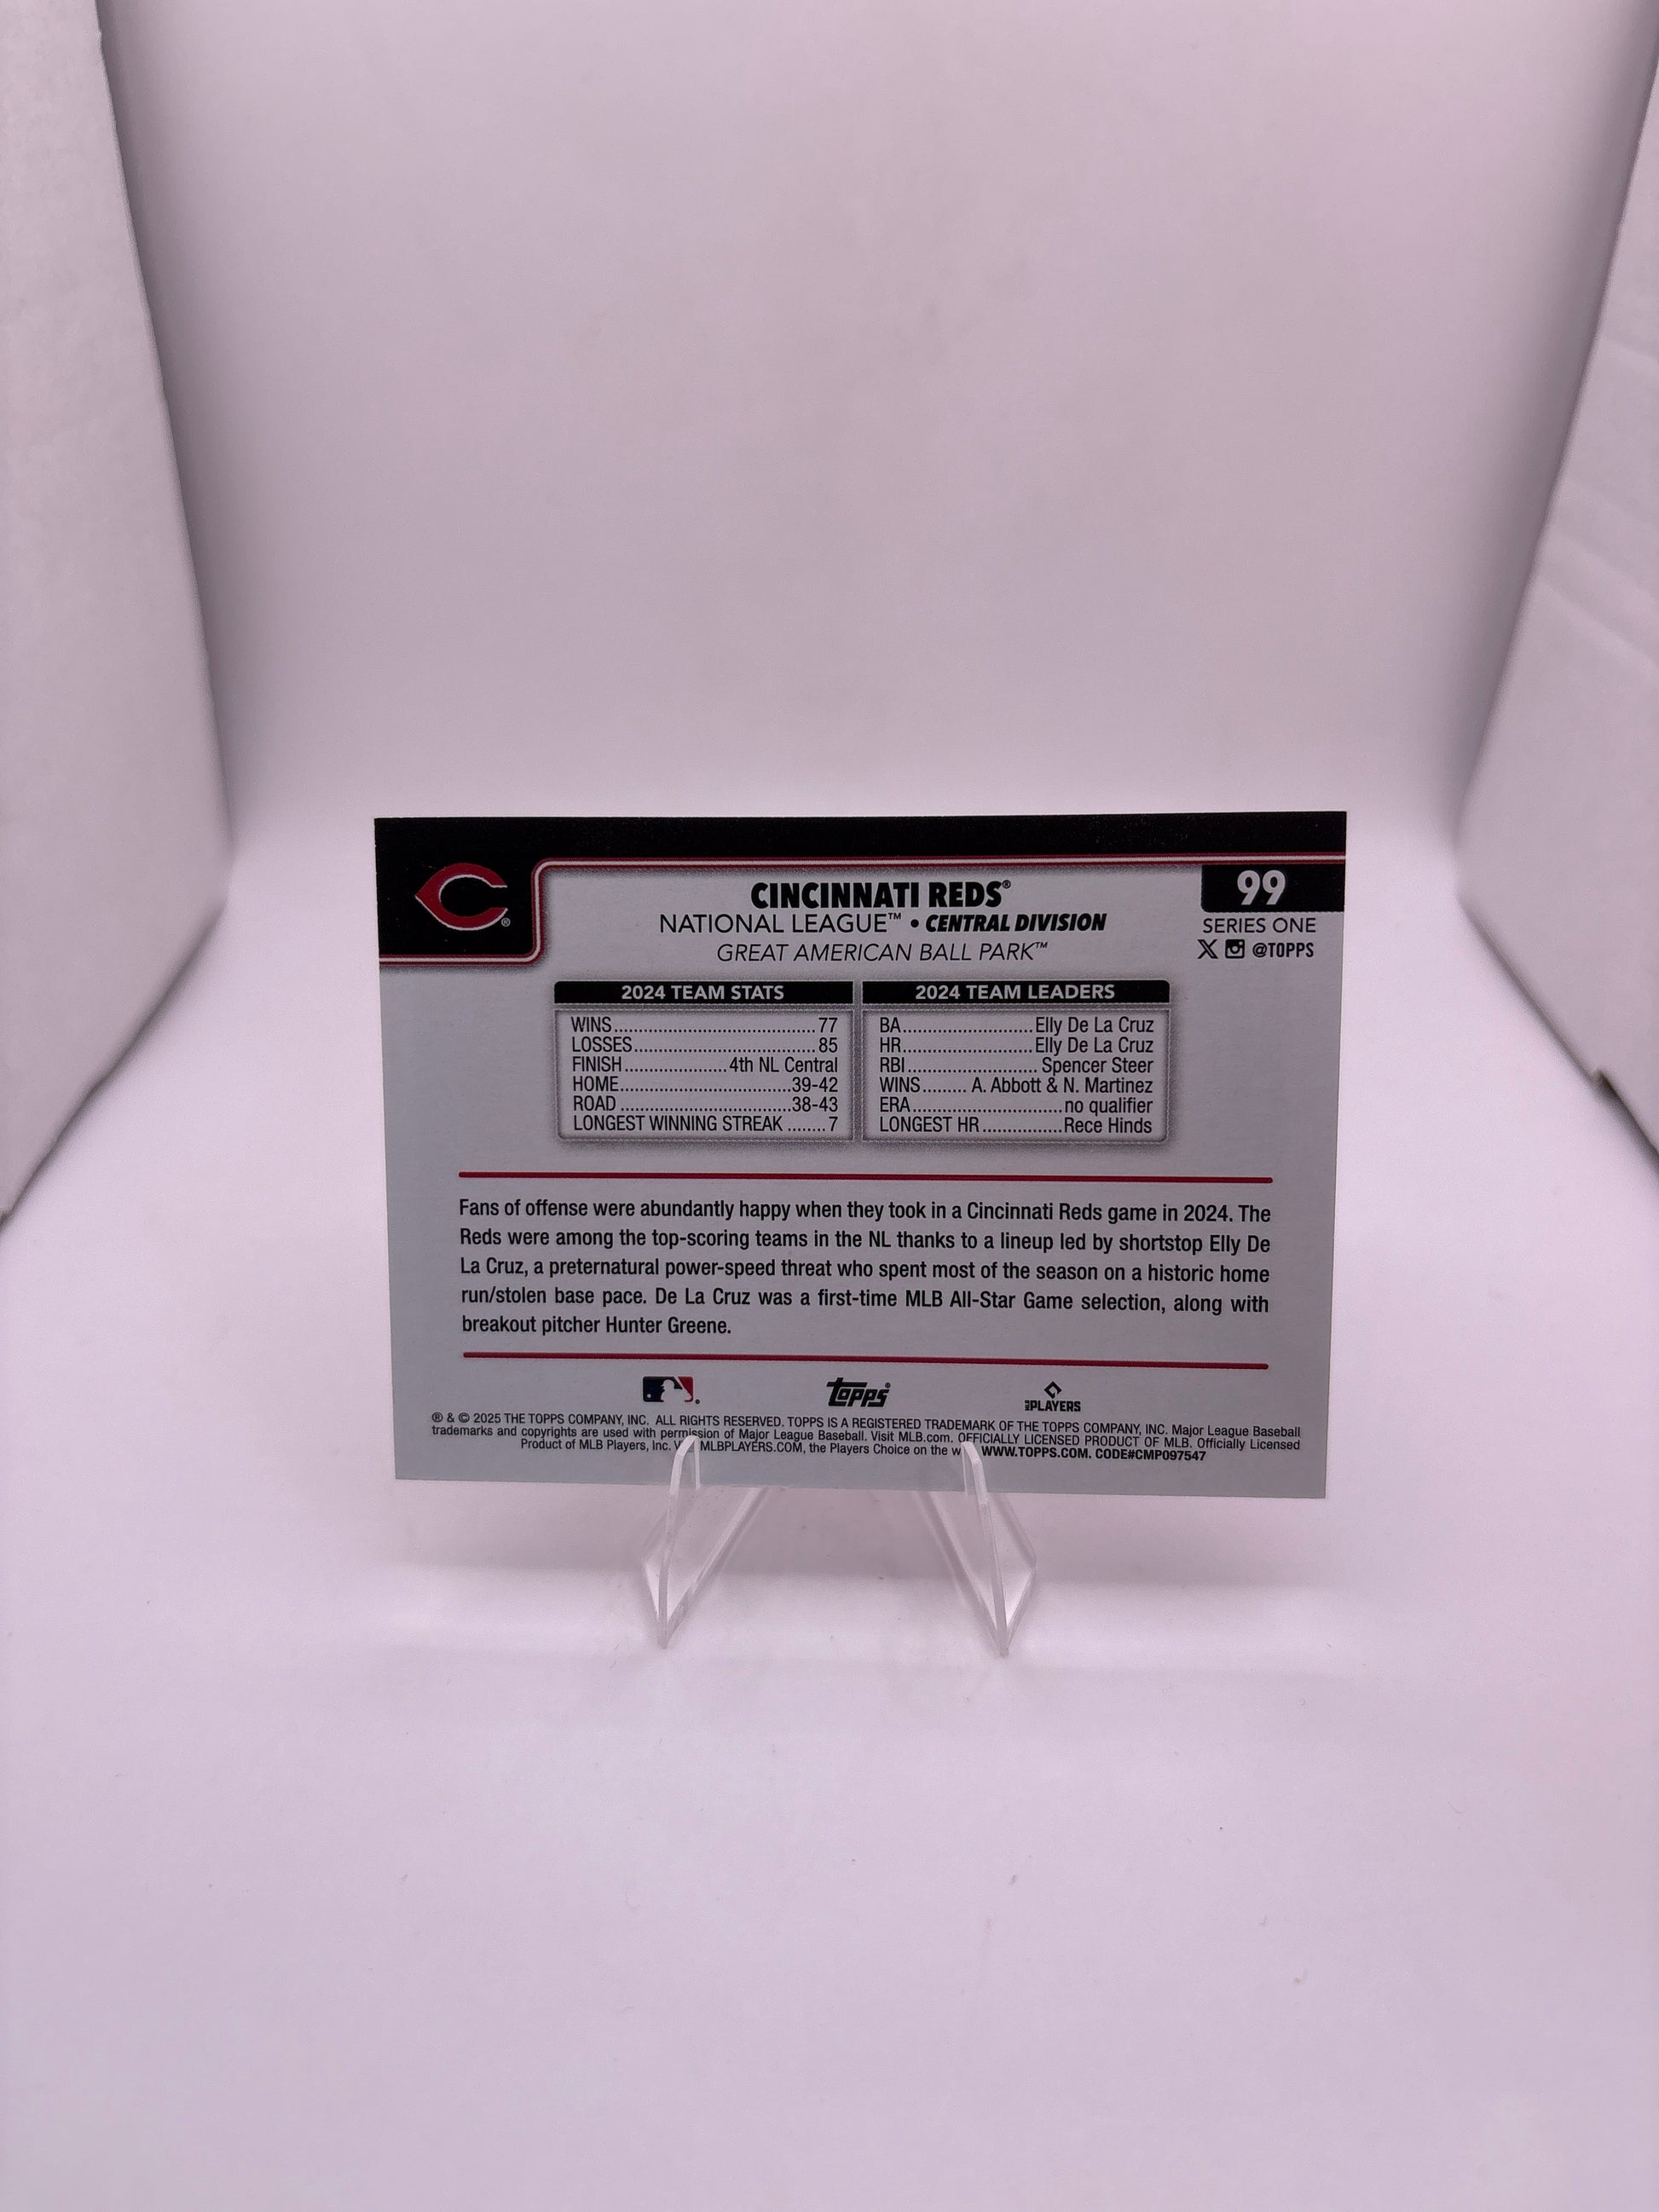 CINCINNATI REDS®
NATIONAL LEAGUE™ • CENTRAL DIVISION
GREAT AMERICAN BALL PARK™
99
SERIES ONE
@TOPPS
2024 TEAM STATS
WINS........................................77
LOSSES....................................85
FINISH....................4th NL Central
HOME..................................39-42
ROAD..................................38-43
LONGEST WINNING STREAK ........7
2024 TEAM LEADERS
BA.........................Elly De La Cruz
HR.........................Elly De La Cruz
RBI......................... Spencer Steer
WINS......... A. Abbott & N. Martinez
ERA...................................no qualifier
LONGEST HR................Rece Hinds
Fans of offense were abundantly happy when they took in a Cincinnati Reds game in 2024. The
Reds were among the top-scoring teams in the NL thanks to a lineup led by shortstop Elly De
La Cruz, a preternatural power-speed threat who spent most of the season on a historic home
run/stolen base pace. De La Cruz was a first-time MLB All-Star Game selection, along with
breakout pitcher Hunter Greene.
Topps®
PLAYERS
® & © 2025 THE TOPPS COMPANY, INC. ALL RIGHTS RESERVED. TOPPS IS A REGISTERED TRADEMARK OF THE TOPPS COMPANY, INC. Major League Baseball
trademarks and copyrights are used with permission of Major League Baseball. Visit MLB.com. OFFICIALLY LICENSED PRODUCT OF MLB. Officially Licensed
Product of MLB Players, Inc. MLBPLAYERS.COM, the Players Choice on the WWW.TOPPS.COM. CODE#CMP097547